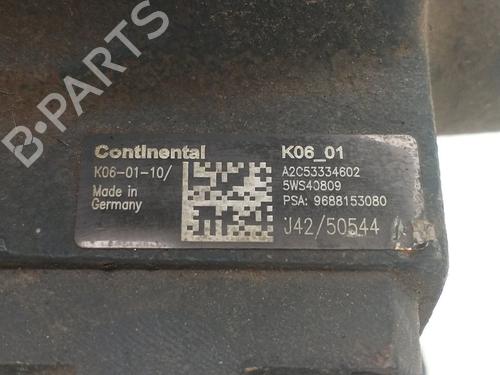 B-PARTS
Continental
K06-01-10/
Made in
Germany
K06_01
A2C53334602
5WS40809
PSA: 9688153080
J42/50544